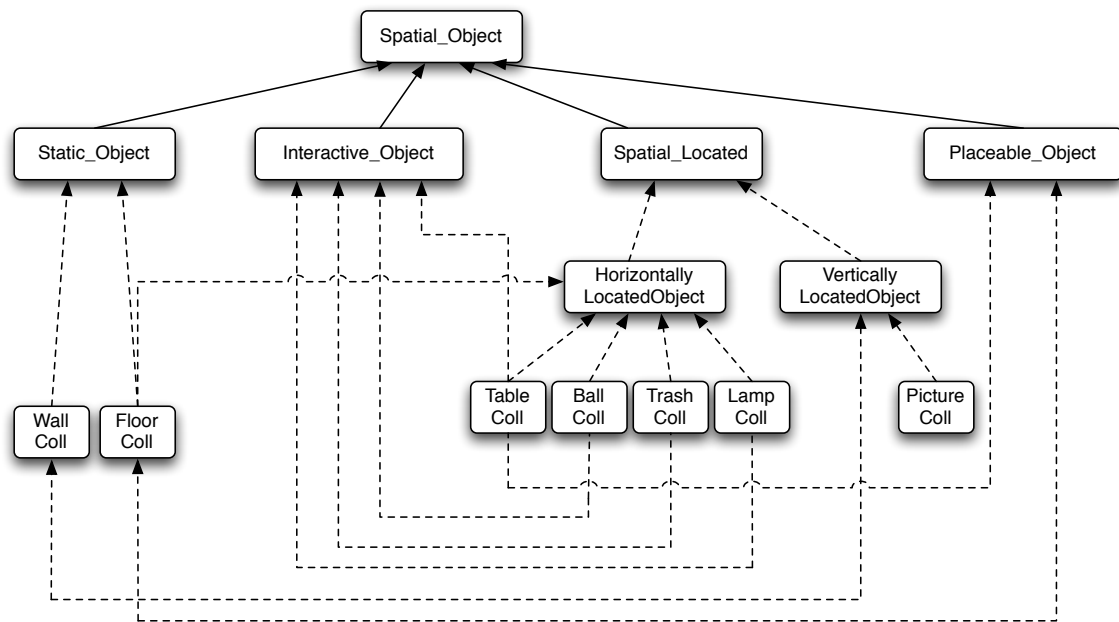 Spatial_Object
Static_Object
Interactive_Object
Spatial_Located
Placeable_Object
Horizontally
LocatedObject
Vertically
LocatedObject
Table
Coll
Ball
Coll
Trash
Coll
Lamp
Coll
Picture
Coll
Wall
Coll
Floor
Coll